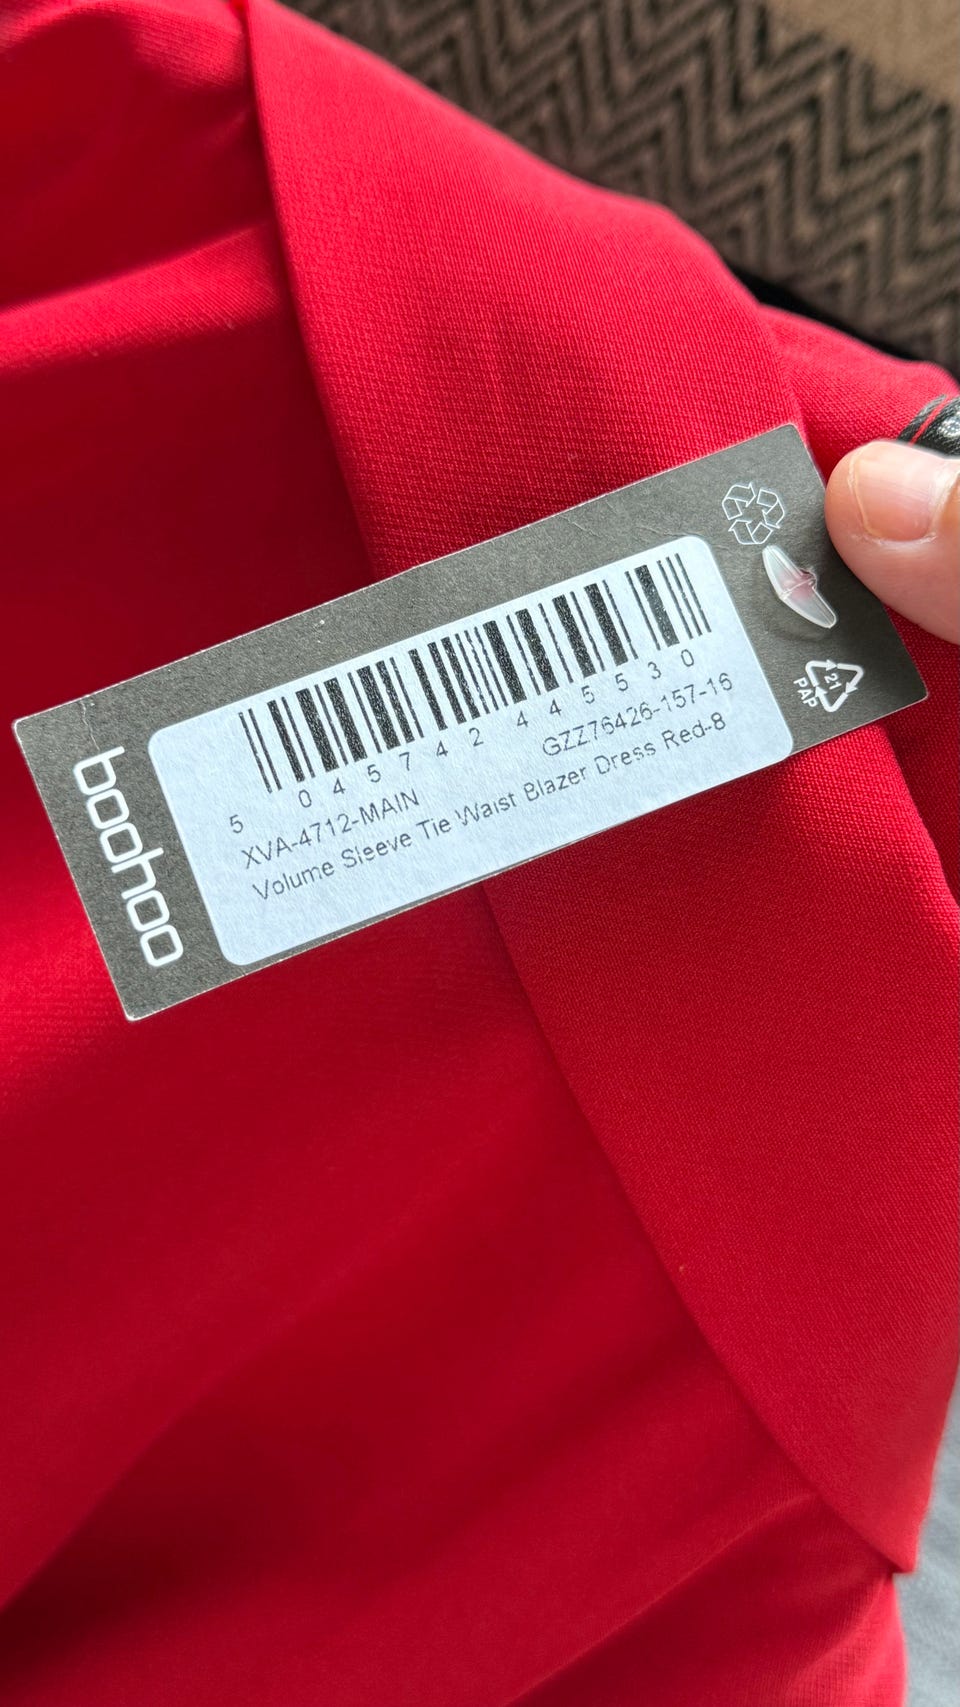 boohoo
5 045742 445530
XVA-4712-MAIN GZZ76426-157-16
Volume Sleeve Tie Waist Blazer Dress Red-8
21
PAP